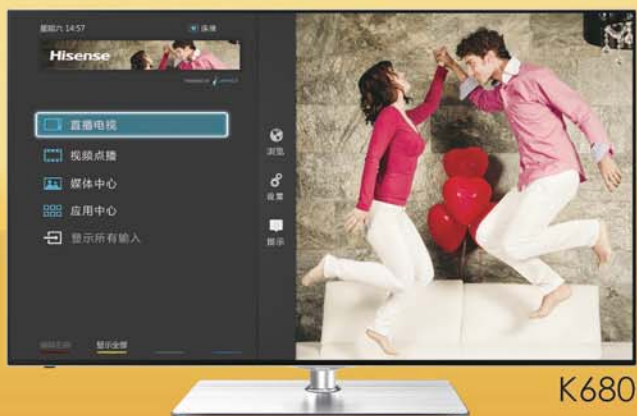 星期六 14:57
连接
Hisense
直播电视
视频点播
媒体中心
应用中心
显示所有输入
浏览
设置
提示
显示全部
K680